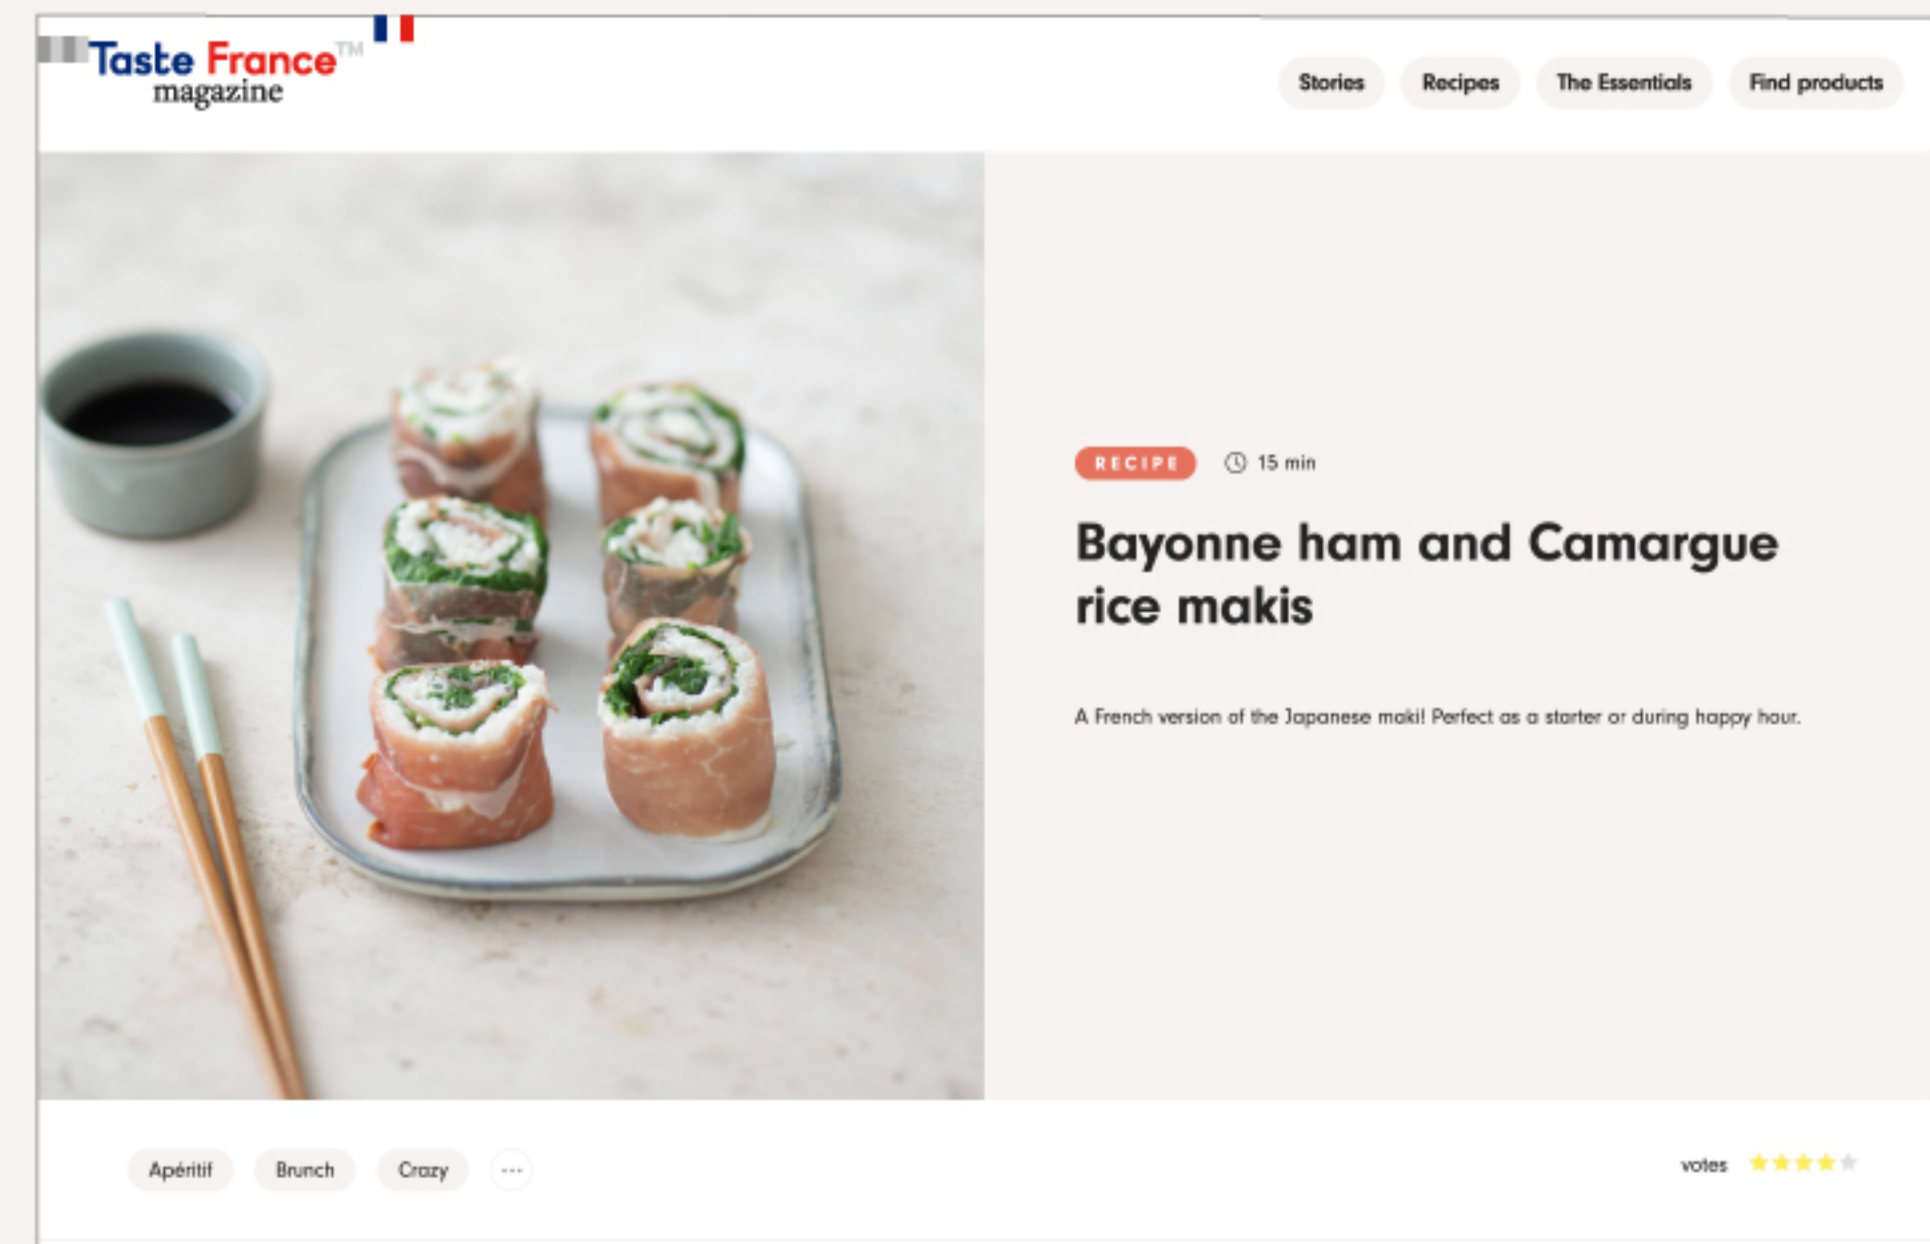 Taste France™
magazine
Stories
Recipes
The Essentials
Find products
RECIPE
15 min
Bayonne ham and Camargue
rice makis
A French version of the Japanese maki! Perfect as a starter or during happy hour.
Apéritif
Brunch
Crazy
...
votes